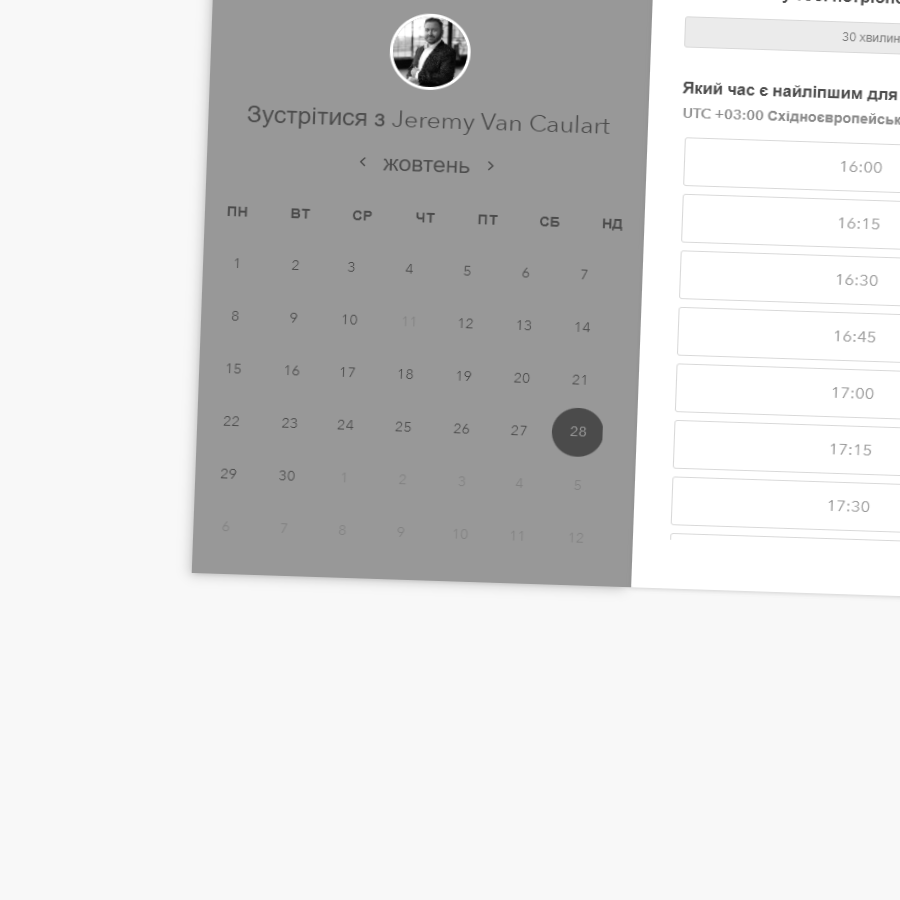 Зустрітися з Jeremy Van Caulart
жовтень
ПН ВТ СР ЧТ ПТ СБ НД
1 2 3 4 5 6 7
8 9 10 11 12 13 14
15 16 17 18 19 20 21
22 23 24 25 26 27 28
29 30 1 2 3 4 5
6 7 8 9 10 11 12
30 хвилин
Який час є найліпшим для
UTC +03:00 Східноєвропейськ
16:00
16:15
16:30
16:45
17:00
17:15
17:30